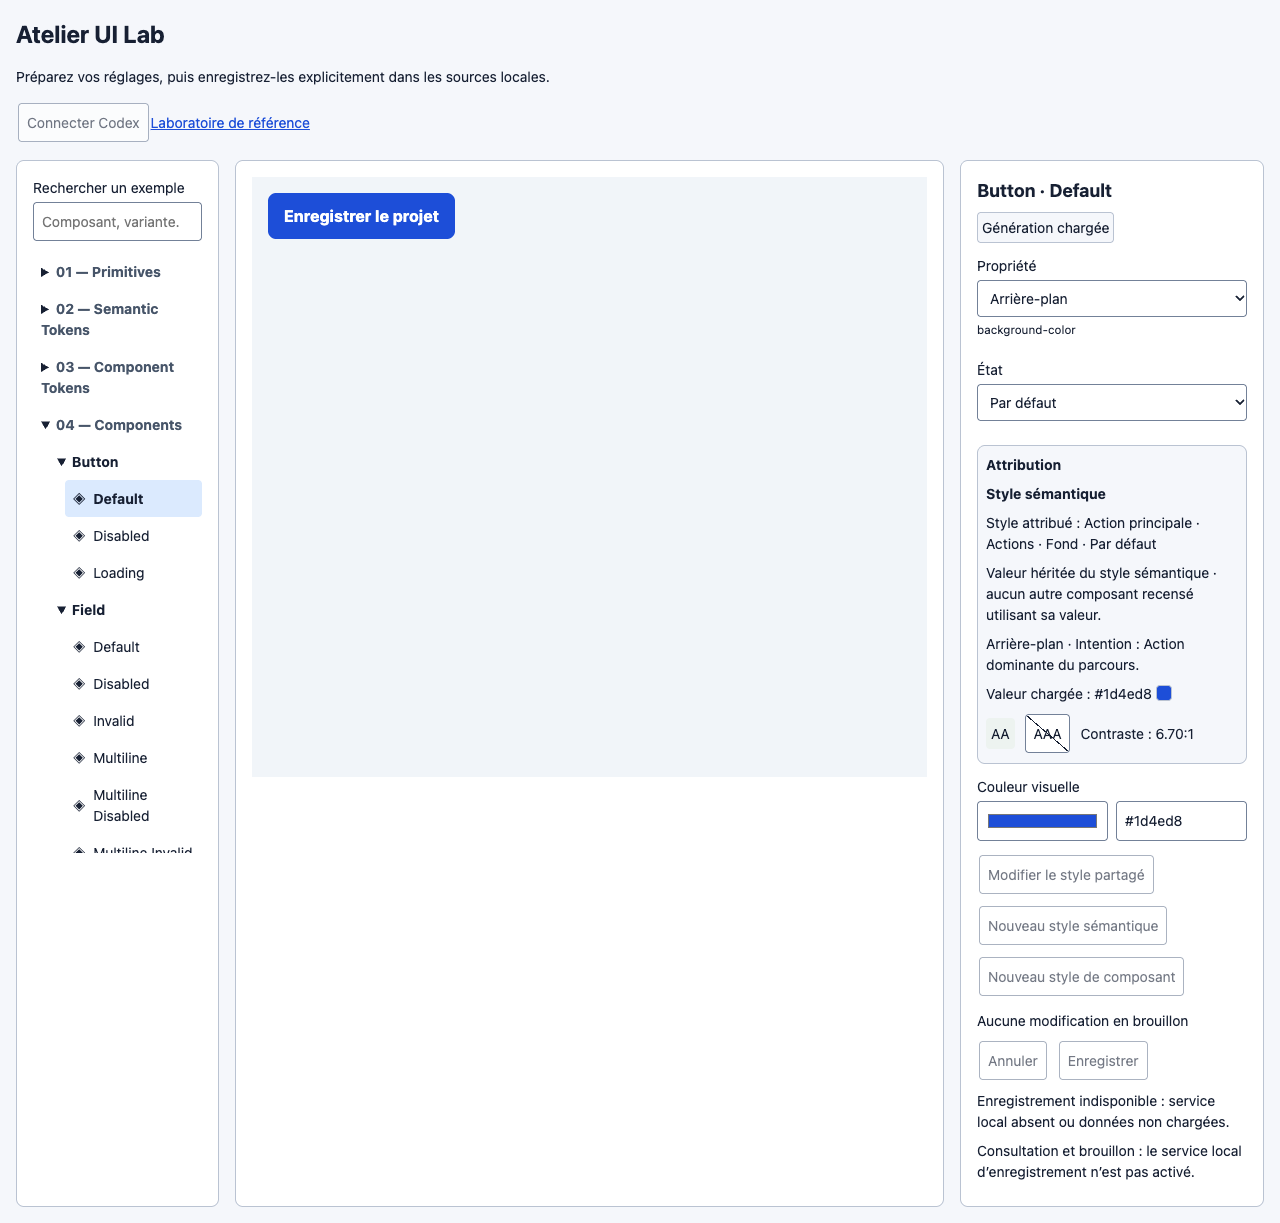 Atelier UI Lab
Préparez vos réglages, puis enregistrez-les explicitement dans les sources locales.
Connecter Codex Laboratoire de référence
Rechercher un exemple
Composant, variante.
01 — Primitives
02 — Semantic
Tokens
03 — Component
Tokens
04 — Components
Button
Default
Disabled
Loading
Field
Default
Disabled
Invalid
Multiline
Multiline
Disabled
Multiline Invalid
Enregistrer le projet
Button · Default
Génération chargée
Propriété
Arrière-plan
background-color
État
Par défaut
Attribution
Style sémantique
Style attribué : Action principale ·
Actions · Fond · Par défaut
Valeur héritée du style sémantique ·
aucun autre composant recensé
utilisant sa valeur.
Arrière-plan · Intention : Action
dominante du parcours.
Valeur chargée : #1d4ed8
AA AAA Contraste : 6.70:1
Couleur visuelle
#1d4ed8
Modifier le style partagé
Nouveau style sémantique
Nouveau style de composant
Aucune modification en brouillon
Annuler Enregistrer
Enregistrement indisponible : service
local absent ou données non chargées.
Consultation et brouillon : le service local
d’enregistrement n’est pas activé.